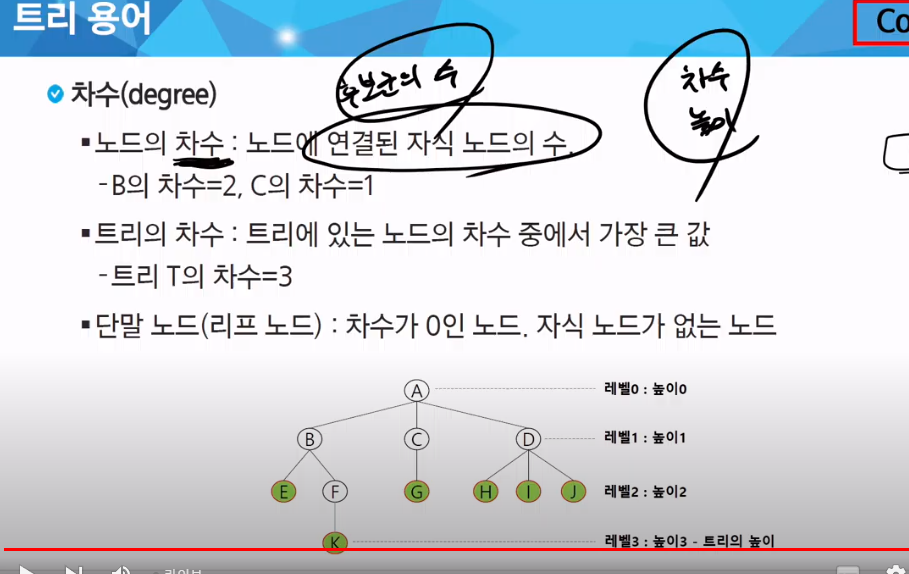 트리 용어
Co
후보군의 수
차수
높이
차수(degree)
▪노드의 차수 : 노드에 연결된 자식 노드의 수.
-B의 차수=2, C의 차수=1
▪트리의 차수 : 트리에 있는 노드의 차수 중에서 가장 큰 값
-트리 T의 차수=3
▪단말 노드(리프 노드) : 차수가 0인 노드. 자식 노드가 없는 노드
A
레벨0 : 높이0
B C D
레벨1 : 높이1
E F G H I J
레벨2 : 높이2
K
레벨3 : 높이3 - 트리의 높이